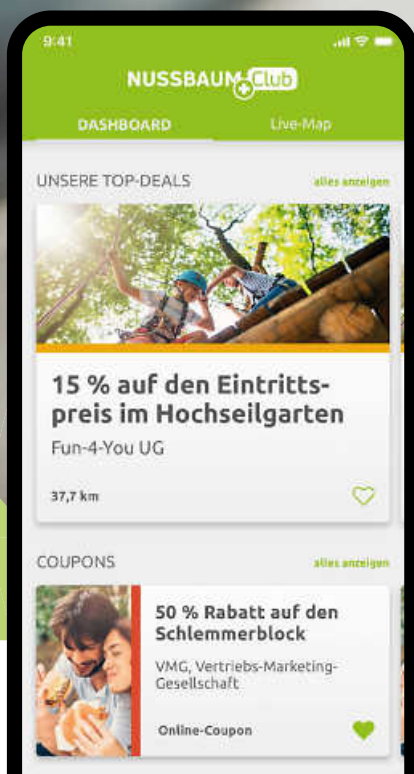 9:41
NUSSBAUM Club
DASHBOARD Live-Map
UNSERE TOP-DEALS alles anzeigen
15 % auf den Eintritts-
preis im Hochseilgarten
Fun-4-You UG
37,7 km
COUPONS alles anzeigen
50 % Rabatt auf den
Schlemmerblock
VMG, Vertriebs-Marketing-
Gesellschaft
Online-Coupon